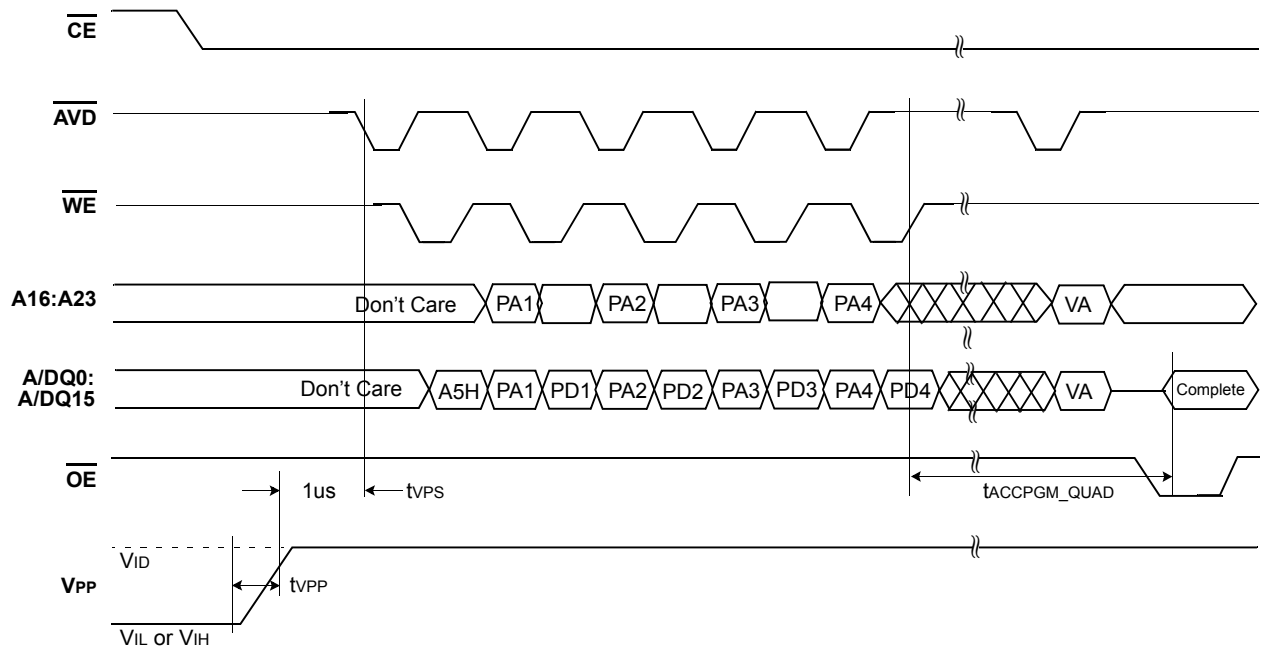 CE
AVD
WE
A16:A23
Don't Care PA1 PA2 PA3 PA4 VA
A/DQ0:
A/DQ15
Don't Care A5H PA1 PD1 PA2 PD2 PA3 PD3 PA4 PD4 VA Complete
OE
1us tVPS tACCPGM_QUAD
VID
VPP
tVPP
VIL or VIH